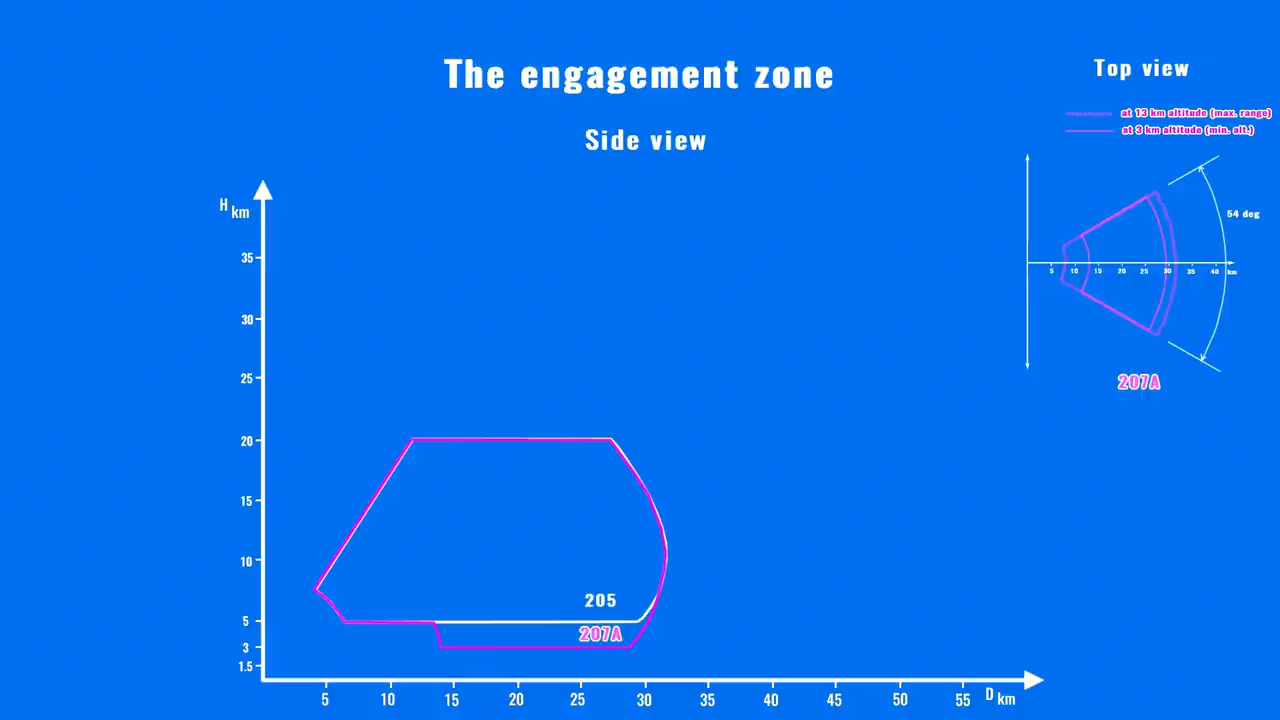 The engagement zone
Side view
H km
35
30
25
20
15
10
5
3
1.5
5 10 15 20 25 30 35 40 45 50 55 D km
205
207A
Top view
at 13 km altitude (max. range)
at 3 km altitude (min. alt.)
54 deg
5 10 15 20 25 30 35 40 km
207A